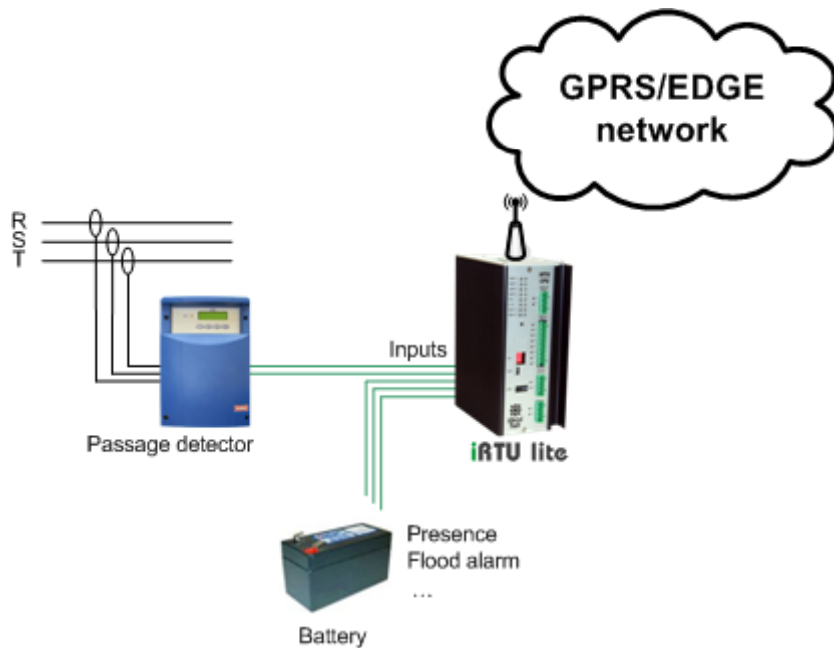 GPRS/EDGE
network
R
S
T
Inputs
Passage detector
iRTU lite
Presence
Flood alarm
...
Battery